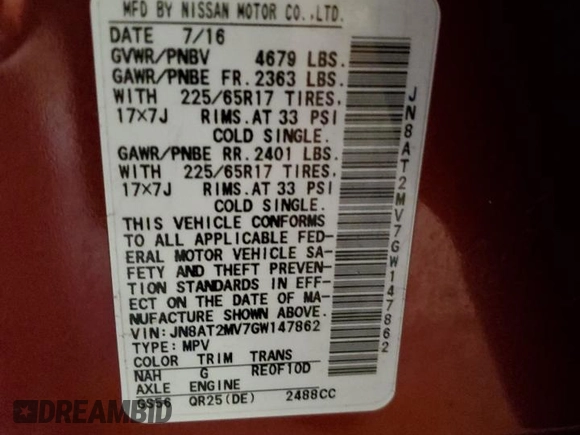 MFD BY NISSAN MOTOR CO.,LTD.
DATE 7/16
GVWR/PNBV 4679 LBS.
GAWR/PNBE FR. 2363 LBS.
WITH 225/65R17 TIRES,
17×7J RIMS.AT 33 PSI
COLD SINGLE.
GAWR/PNBE RR. 2401 LBS.
WITH 225/65R17 TIRES,
17×7J RIMS.AT 33 PSI
COLD SINGLE.
THIS VEHICLE CONFORMS
TO ALL APPLICABLE FED-
ERAL MOTOR VEHICLE SA-
FETY AND THEFT PREVEN-
TION STANDARDS IN EFF-
ECT ON THE DATE OF MA-
NUFACTURE SHOWN ABOVE.
VIN: JN8AT2MV7GW147862
TYPE: MPV
COLOR TRIM TRANS
NAH G RE0F10D
AXLE ENGINE
GS56 QR25(DE) 2488CC
JN8AT2MV7GW147862
DREAMBID